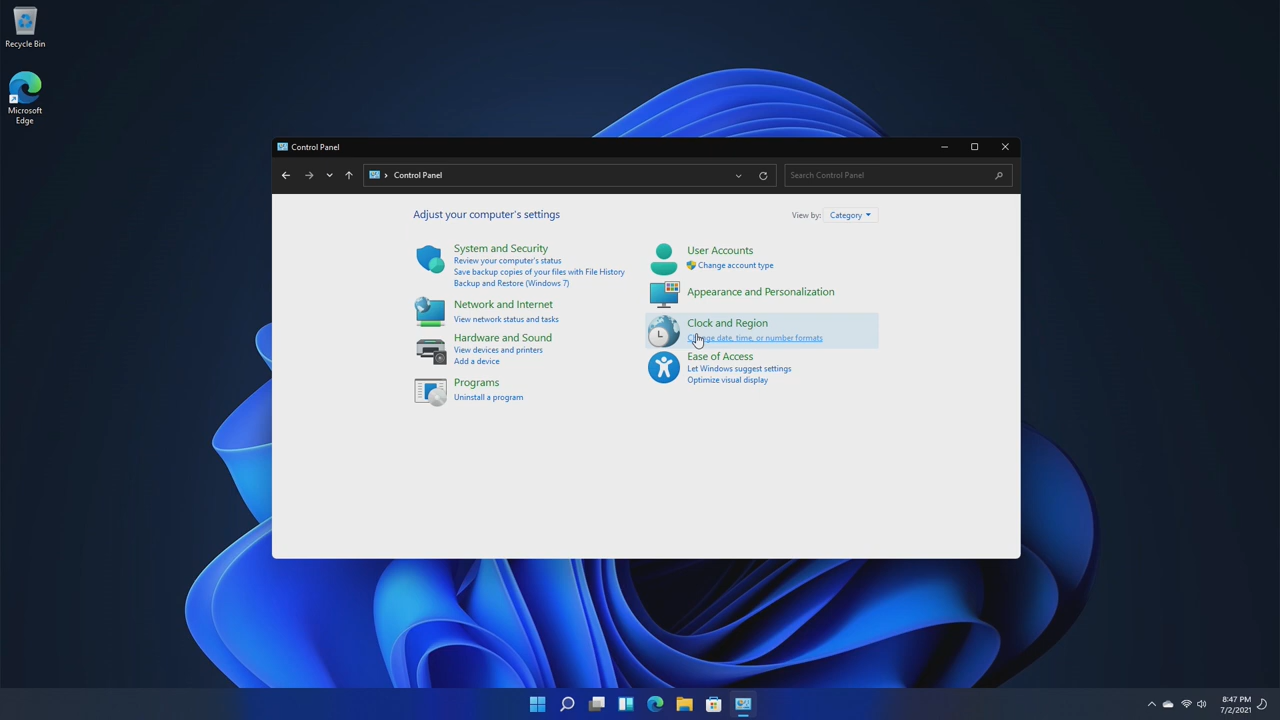 Recycle Bin
Microsoft
Edge
Control Panel
Control Panel
Search Control Panel
Adjust your computer's settings
View by:
Category
System and Security
Review your computer's status
Save backup copies of your files with File History
Backup and Restore (Windows 7)
Network and Internet
View network status and tasks
Hardware and Sound
View devices and printers
Add a device
Programs
Uninstall a program
User Accounts
Change account type
Appearance and Personalization
Clock and Region
Change date, time, or number formats
Ease of Access
Let Windows suggest settings
Optimize visual display
8:47 PM
7/2/2021